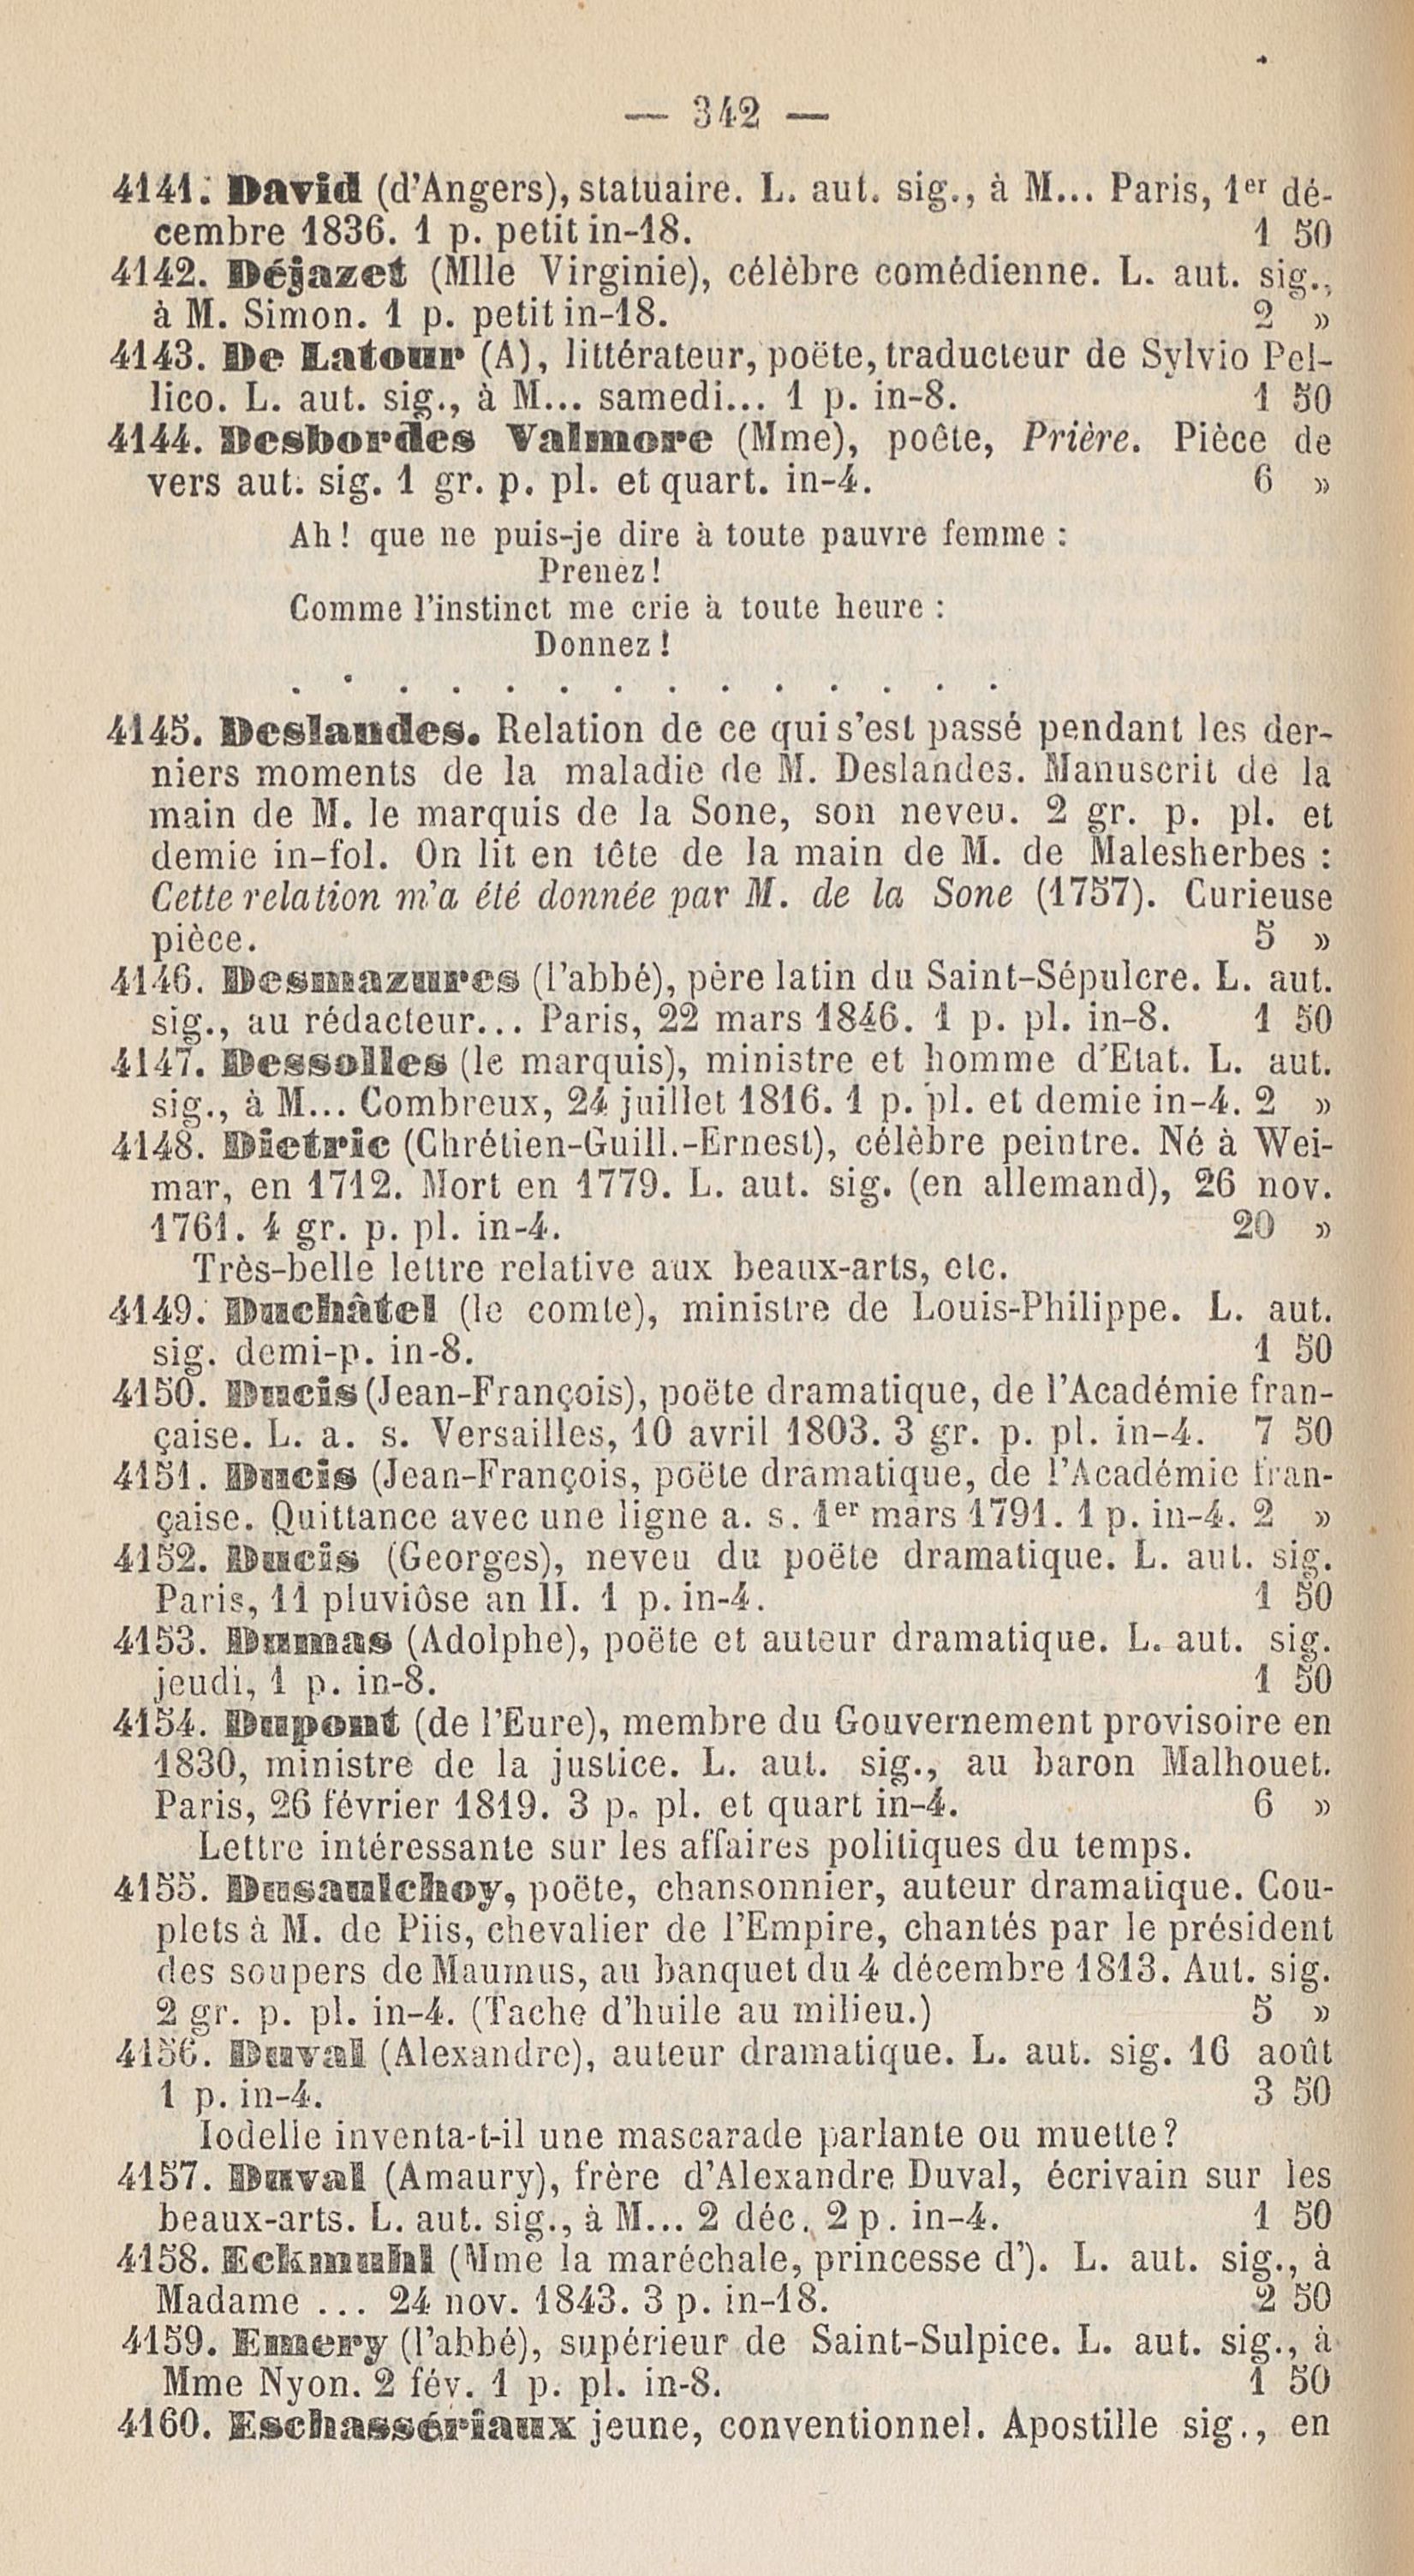 — 342 —
4141. David (d'Angers), statuaire. L. aut. sig., à M... Paris, 1er dé-
cembre 1836. 1 p. petit in-18. 1 50
4142. Déjazet (Mlle Virginie), célèbre comédienne. L. aut. sig.,
à M. Simon. 1 p. petit in-18. 2 »
4143. De Latour (A), littérateur, poëte, traducteur de Sylvio Pel-
lico. L. aut. sig., à M... samedi... 1 p. in-8. 1 50
4144. Desbordes Valmore (Mme), poête, Prière. Pièce de
vers aut. sig. 1 gr. p. pl. et quart. in-4. 6 »
Ah ! que ne puis-je dire à toute pauvre femme :
Prenez !
Comme l'instinct me crie à toute heure :
Donnez !
. . . . . . . . . . . . . .
4145. Deslandes. Relation de ce qui s'est passé pendant les der-
niers moments de la maladie de M. Deslandes. Manuscrit de la
main de M. le marquis de la Sone, son neveu. 2 gr. p. pl. et
demie in-fol. On lit en tête de la main de M. de Malesherbes :
Cette relation m'a été donnée par M. de la Sone (1757). Curieuse
pièce. 5 »
4146. Desmazures (l'abbé), père latin du Saint-Sépulcre. L. aut.
sig., au rédacteur... Paris, 22 mars 1846. 1 p. pl. in-8. 1 50
4147. Dessolles (le marquis), ministre et homme d'Etat. L. aut.
sig., à M... Combreux, 24 juillet 1816. 1 p. pl. et demie in-4. 2 »
4148. Dietric (Chrétien-Guill.-Ernest), célèbre peintre. Né à Wei-
mar, en 1712. Mort en 1779. L. aut. sig. (en allemand), 26 nov.
1761. 4 gr. p. pl. in-4. 20 »
Très-belle lettre relative aux beaux-arts, etc.
4149. Duchâtel (le comte), ministre de Louis-Philippe. L. aut.
sig. demi-p. in-8. 1 50
4150. Ducis (Jean-François), poëte dramatique, de l'Académie fran-
çaise. L. a. s. Versailles, 10 avril 1803. 3 gr. p. pl. in-4. 7 50
4151. Ducis (Jean-François, poëte dramatique, de l'Académie fran-
çaise. Quittance avec une ligne a. s. 1er mars 1791. 1 p. in-4. 2 »
4152. Ducis (Georges), neveu du poëte dramatique. L. aut. sig.
Paris, 11 pluviôse an II. 1 p. in-4. 1 50
4153. Dumas (Adolphe), poëte et auteur dramatique. L. aut. sig.
jeudi, 1 p. in-8. 1 50
4154. Dupont (de l'Eure), membre du Gouvernement provisoire en
1830, ministre de la justice. L. aut. sig., au baron Malhouet.
Paris, 26 février 1819. 3 p. pl. et quart in-4. 6 »
Lettre intéressante sur les affaires politiques du temps.
4155. Dusaulchoy, poëte, chansonnier, auteur dramatique. Cou-
plets à M. de Piis, chevalier de l'Empire, chantés par le président
des soupers de Maumus, au banquet du 4 décembre 1813. Aut. sig.
2 gr. p. pl. in-4. (Tache d'huile au milieu.) 5 »
4156. Duval (Alexandre), auteur dramatique. L. aut. sig. 16 août
1 p. in-4. 3 50
Iodelle inventa-t-il une mascarade parlante ou muette ?
4157. Duval (Amaury), frère d'Alexandre Duval, écrivain sur les
beaux-arts. L. aut. sig., à M... 2 déc. 2 p. in-4. 1 50
4158. Eckmuhl (Mme la maréchale, princesse d'). L. aut. sig., à
Madame ... 24 nov. 1843. 3 p. in-18. 2 50
4159. Emery (l'abbé), supérieur de Saint-Sulpice. L. aut. sig., à
Mme Nyon. 2 fév. 1 p. pl. in-8. 1 50
4160. Eschassériaux jeune, conventionnel. Apostille sig., en